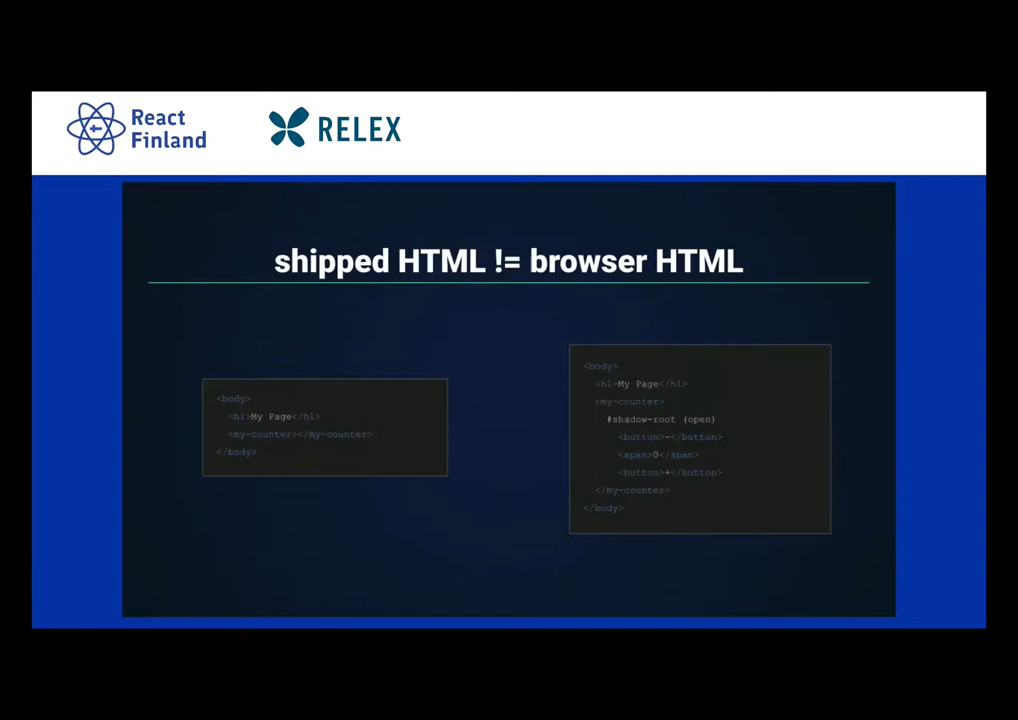 React
Finland
RELEX
shipped HTML != browser HTML
<body>
<h1>My Page</h1>
<my-counter></my-counter>
</body>
<body>
<h1>My Page</h1>
<my-counter>
#shadow-root (open)
<button>-</button>
<span>0</span>
<button>+</button>
</my-counter>
</body>